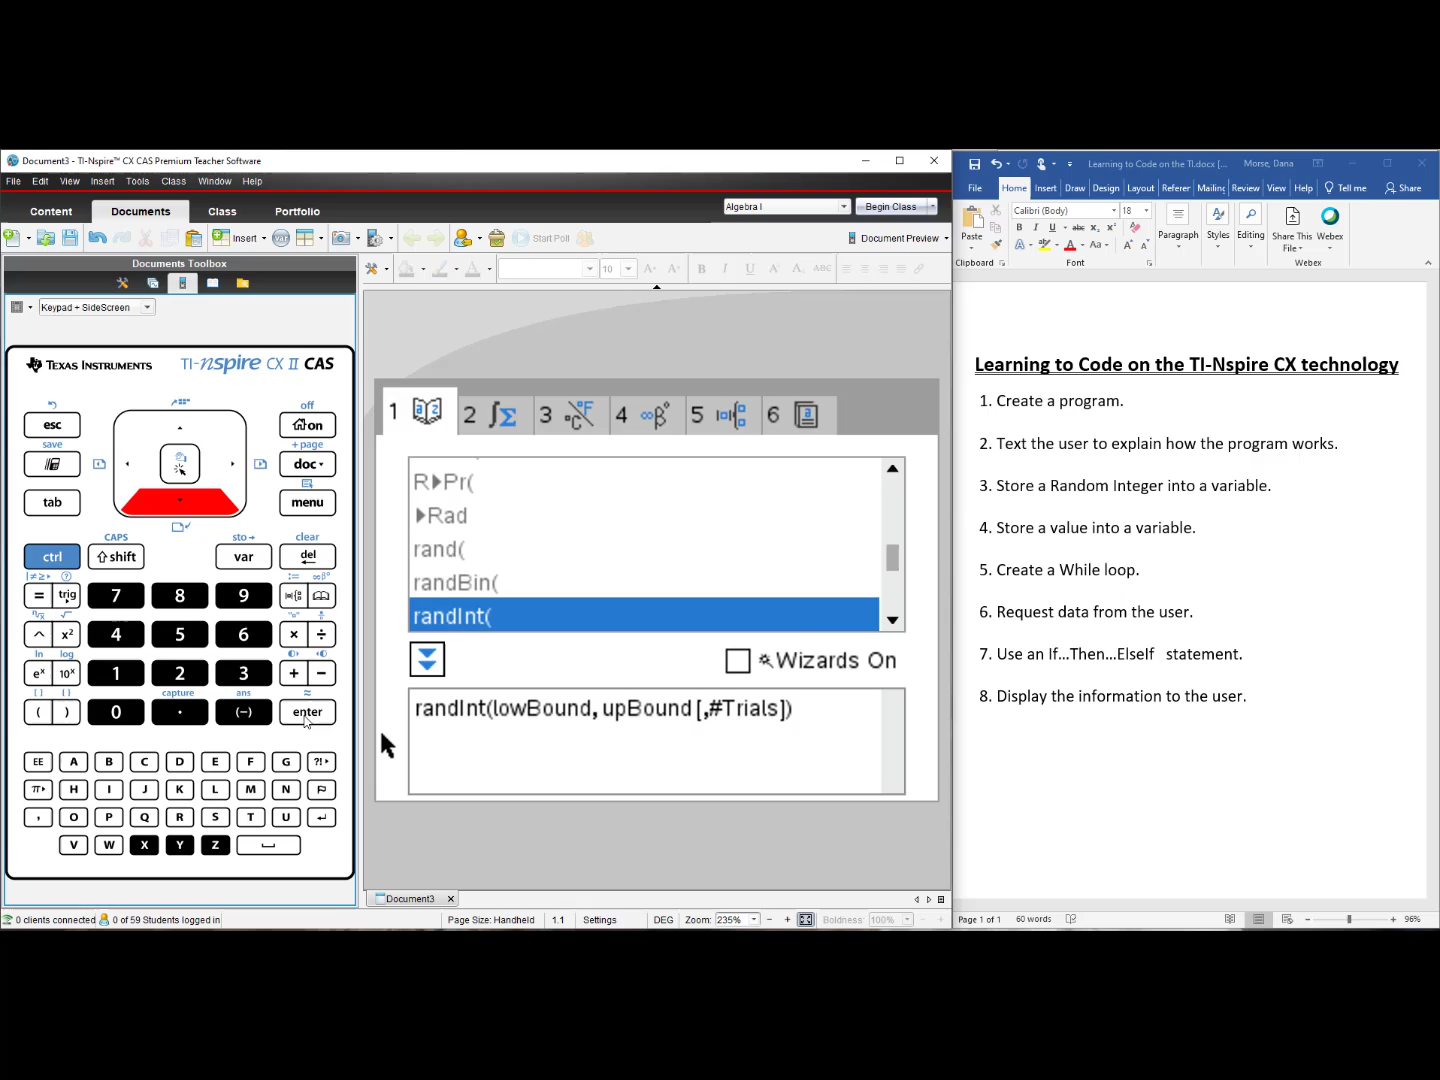 Document3 - TI-Nspire™ CX CAS Premium Teacher Software
File Edit View Insert Tools Class Window Help
Content Documents Class Portfolio
Algebra I Begin Class
Insert Start Poll Document Preview
Documents Toolbox
10 B I U ABC
Keypad + SideScreen
TEXAS INSTRUMENTS TI-nspire CX II CAS
off
esc on
save + page
doc
tab menu
CAPS sto→ clear
ctrl shift var del
= trig 7 8 9
^ x² 4 5 6 × ÷
ln log
eˣ 10ˣ 1 2 3 + −
[ ] { } capture ans ≈
( ) 0 . (−) enter
EE A B C D E F G ?!▸
π▸ H I J K L M N
, O P Q R S T U
V W X Y Z
1 2 ∫Σ 3 °C °F 4 ∞β° 5 6
R▶Pr(
▶Rad
rand(
randBin(
randInt(
Wizards On
randInt(lowBound, upBound [,#Trials])
Document3
0 clients connected 0 of 59 Students logged in
Page Size: Handheld 1.1 Settings DEG Zoom: 235% Boldness: 100%
Learning to Code on the TI.docx [... Morse, Dana
File Home Insert Draw Design Layout Referer Mailing Review View Help Tell me Share
Calibri (Body) 18
Paste B I U abc x₂ x² Paragraph Styles Editing Share This File Webex
Clipboard Font Webex
Learning to Code on the TI-Nspire CX technology
1. Create a program.
2. Text the user to explain how the program works.
3. Store a Random Integer into a variable.
4. Store a value into a variable.
5. Create a While loop.
6. Request data from the user.
7. Use an If...Then...ElseIf statement.
8. Display the information to the user.
Page 1 of 1 60 words 96%